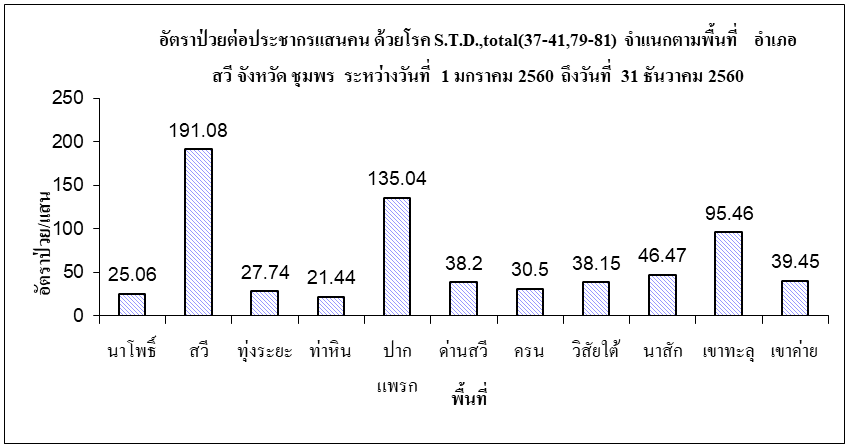 อัตราป่วยต่อประชากรแสนคน ด้วยโรค S.T.D.,total(37-41,79-81) จำแนกตามพื้นที่ อำเภอ
สวี จังหวัด ชุมพร ระหว่างวันที่ 1 มกราคม 2560 ถึงวันที่ 31 ธันวาคม 2560
อัตราป่วย/แสน
250
200
150
100
50
0
25.06
191.08
27.74
21.44
135.04
38.2
30.5
38.15
46.47
95.46
39.45
นาโพธิ์ สวี ทุ่งระยะ ท่าหิน ปาก ด่านสวี ครน วิสัยใต้ นาสัก เขาทะลุ เขาค่าย
แพรก
พื้นที่